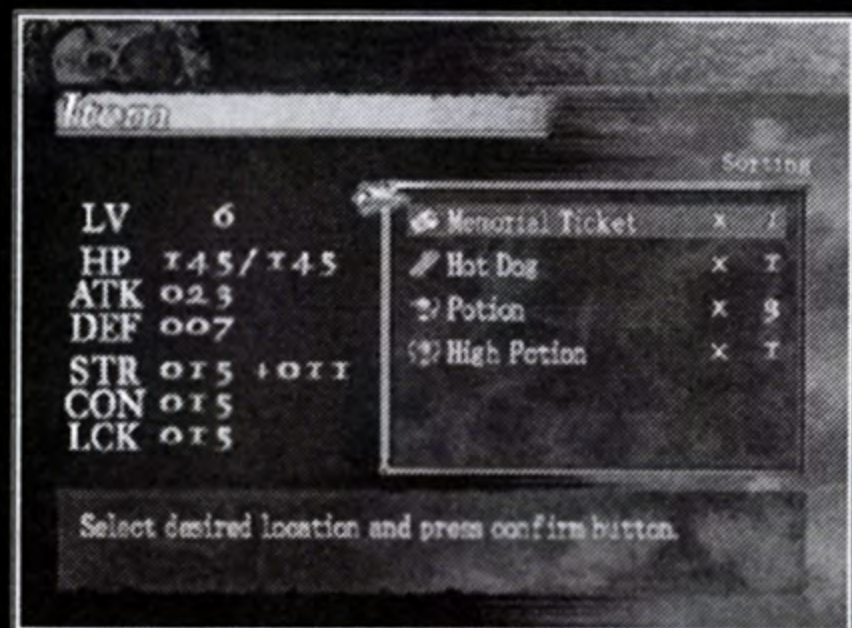 Item
Sorting
LV 6
HP 145/145
ATK 023
DEF 007
STR 015 +011
CON 015
LCK 015
Memorial Ticket x 1
Hot Dog x 1
Potion x 9
High Potion x 1
Select desired location and press confirm button.